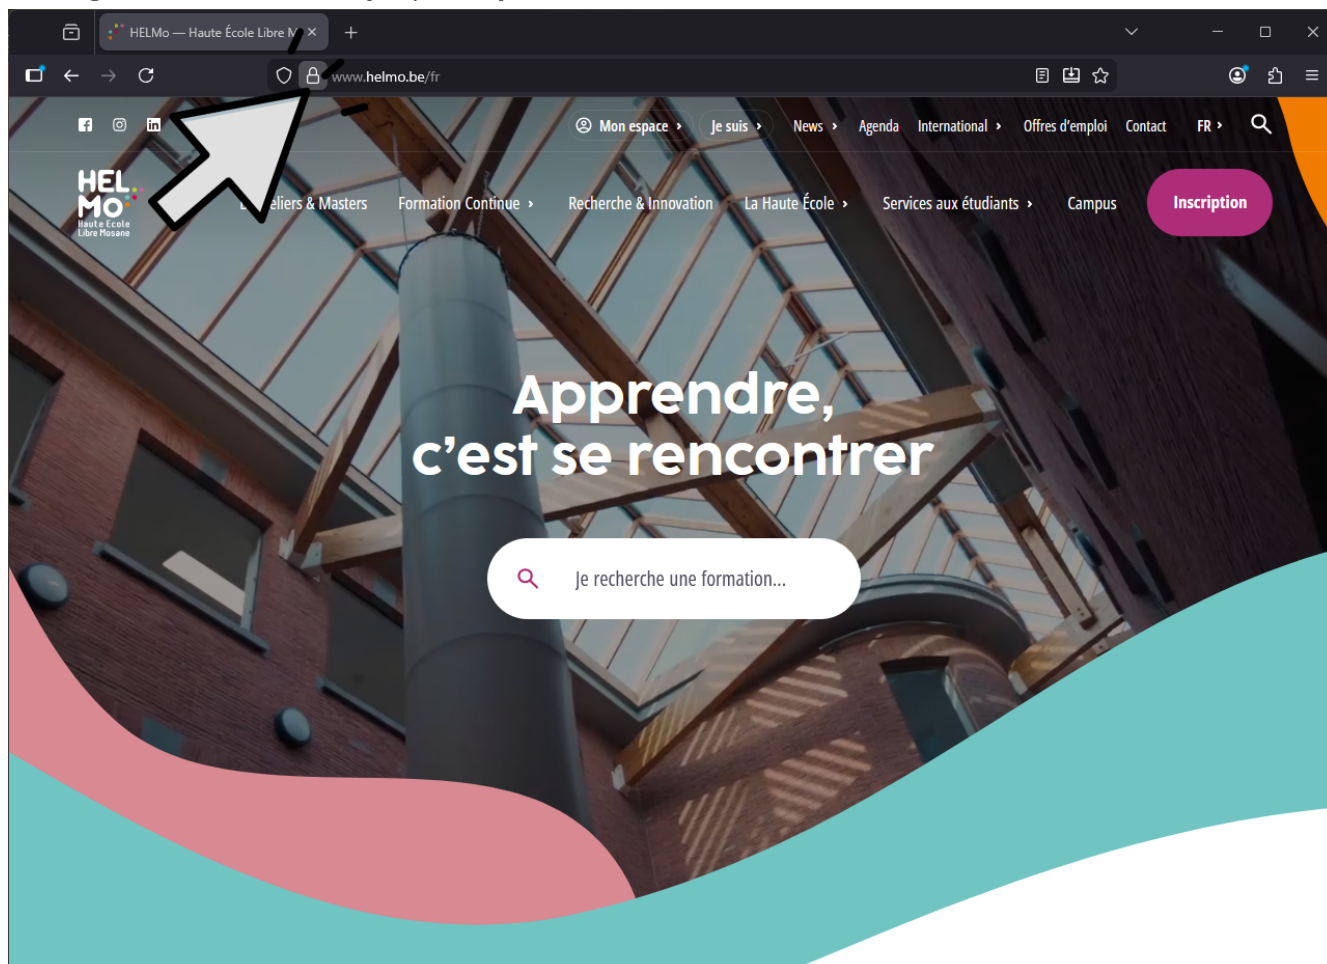 HELMo — Haute École Libre M
www.helmo.be/fr
Mon espace
Je suis
News
Agenda
International
Offres d'emploi
Contact
FR
HEL
MO
Haute Ecole
Libre Mosane
& Masters
Formation Continue
Recherche & Innovation
La Haute École
Services aux étudiants
Campus
Inscription
Apprendre,
c'est se rencontrer
Je recherche une formation...